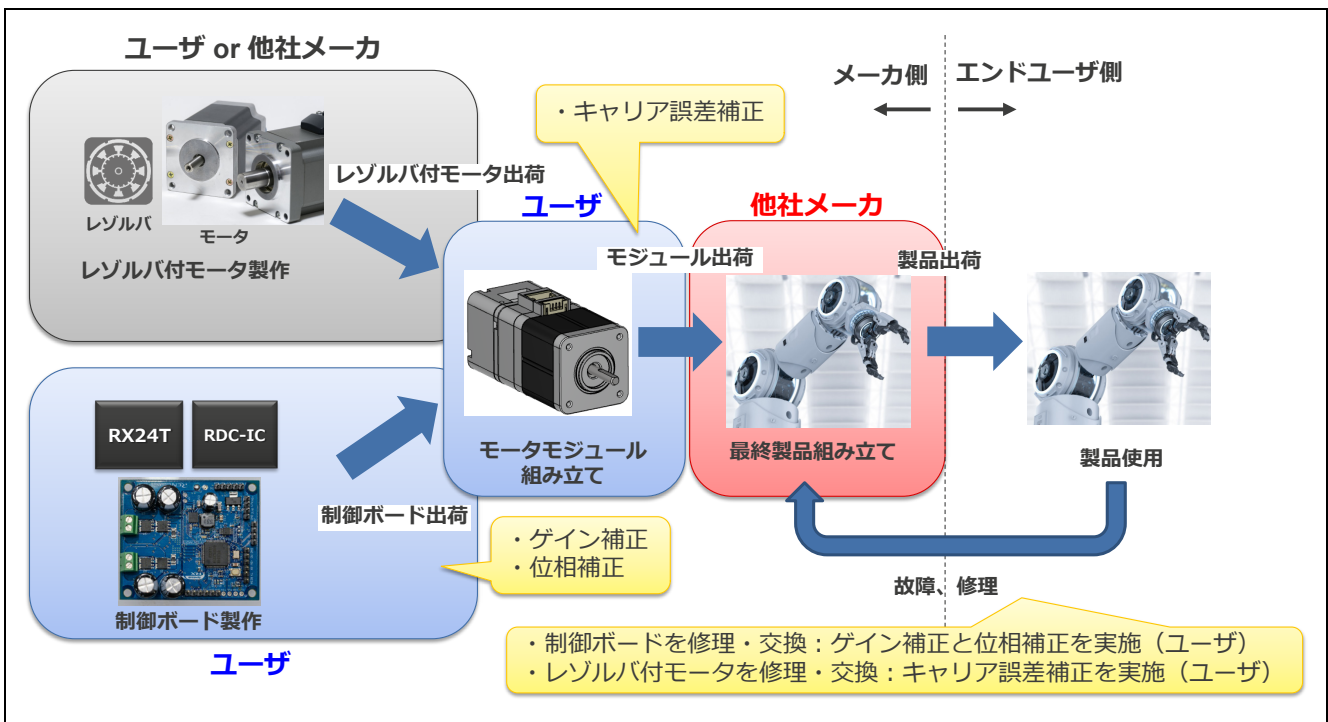 ユーザ or 他社メーカ
レゾルバ
モータ
レゾルバ付モータ製作
レゾルバ付モータ出荷
・キャリア誤差補正
メーカ側
エンドユーザ側
ユーザ
モジュール出荷
モータモジュール
組み立て
他社メーカ
製品出荷
最終製品組み立て
製品使用
RX24T
RDC-IC
制御ボード出荷
制御ボード製作
ユーザ
・ゲイン補正
・位相補正
故障、修理
・制御ボードを修理・交換：ゲイン補正と位相補正を実施（ユーザ）
・レゾルバ付モータを修理・交換：キャリア誤差補正を実施（ユーザ）